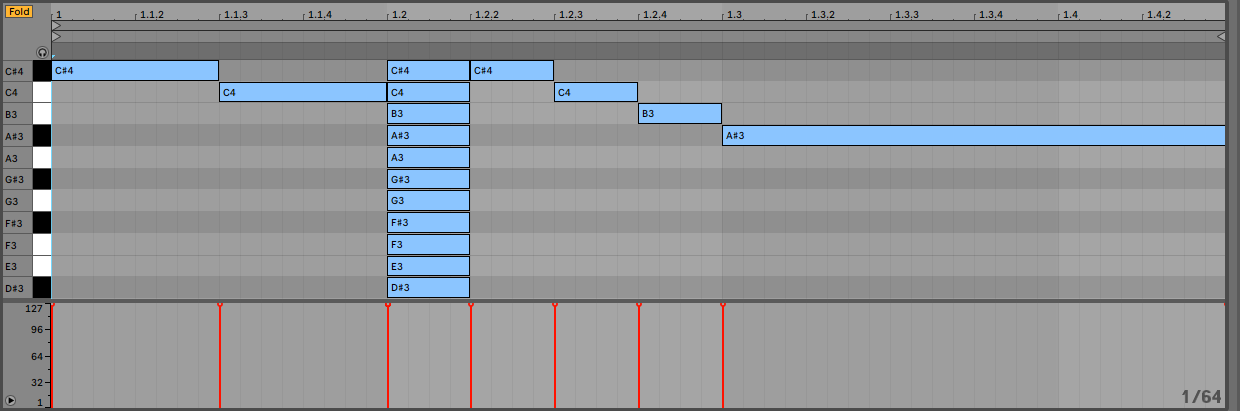 Fold
1 1.1.2 1.1.3 1.1.4 1.2 1.2.2 1.2.3 1.2.4 1.3 1.3.2 1.3.3 1.3.4 1.4 1.4.2
C#4 C#4 C#4 C#4
C4 C4 C4 C4
B3 B3 B3
A#3 A#3 A#3
A3 A3
G#3 G#3
G3 G3
F#3 F#3
F3 F3
E3 E3
D#3 D#3
127
96
64
32
1 1/64